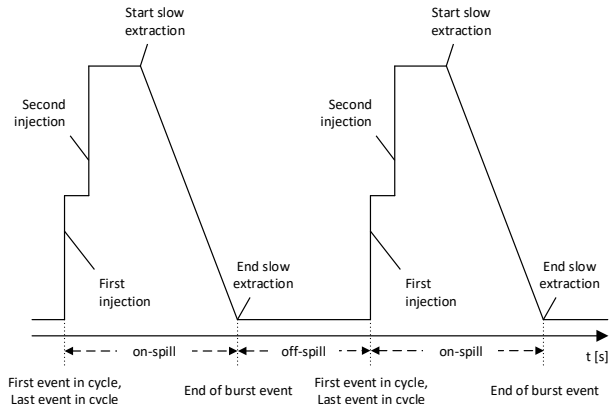 Start slow
extraction
Start slow
extraction
Second
injection
Second
injection
First
injection
End slow
extraction
First
injection
End slow
extraction
on-spill
off-spill
on-spill
t [s]
First event in cycle,
Last event in cycle
End of burst event
First event in cycle,
Last event in cycle
End of burst event